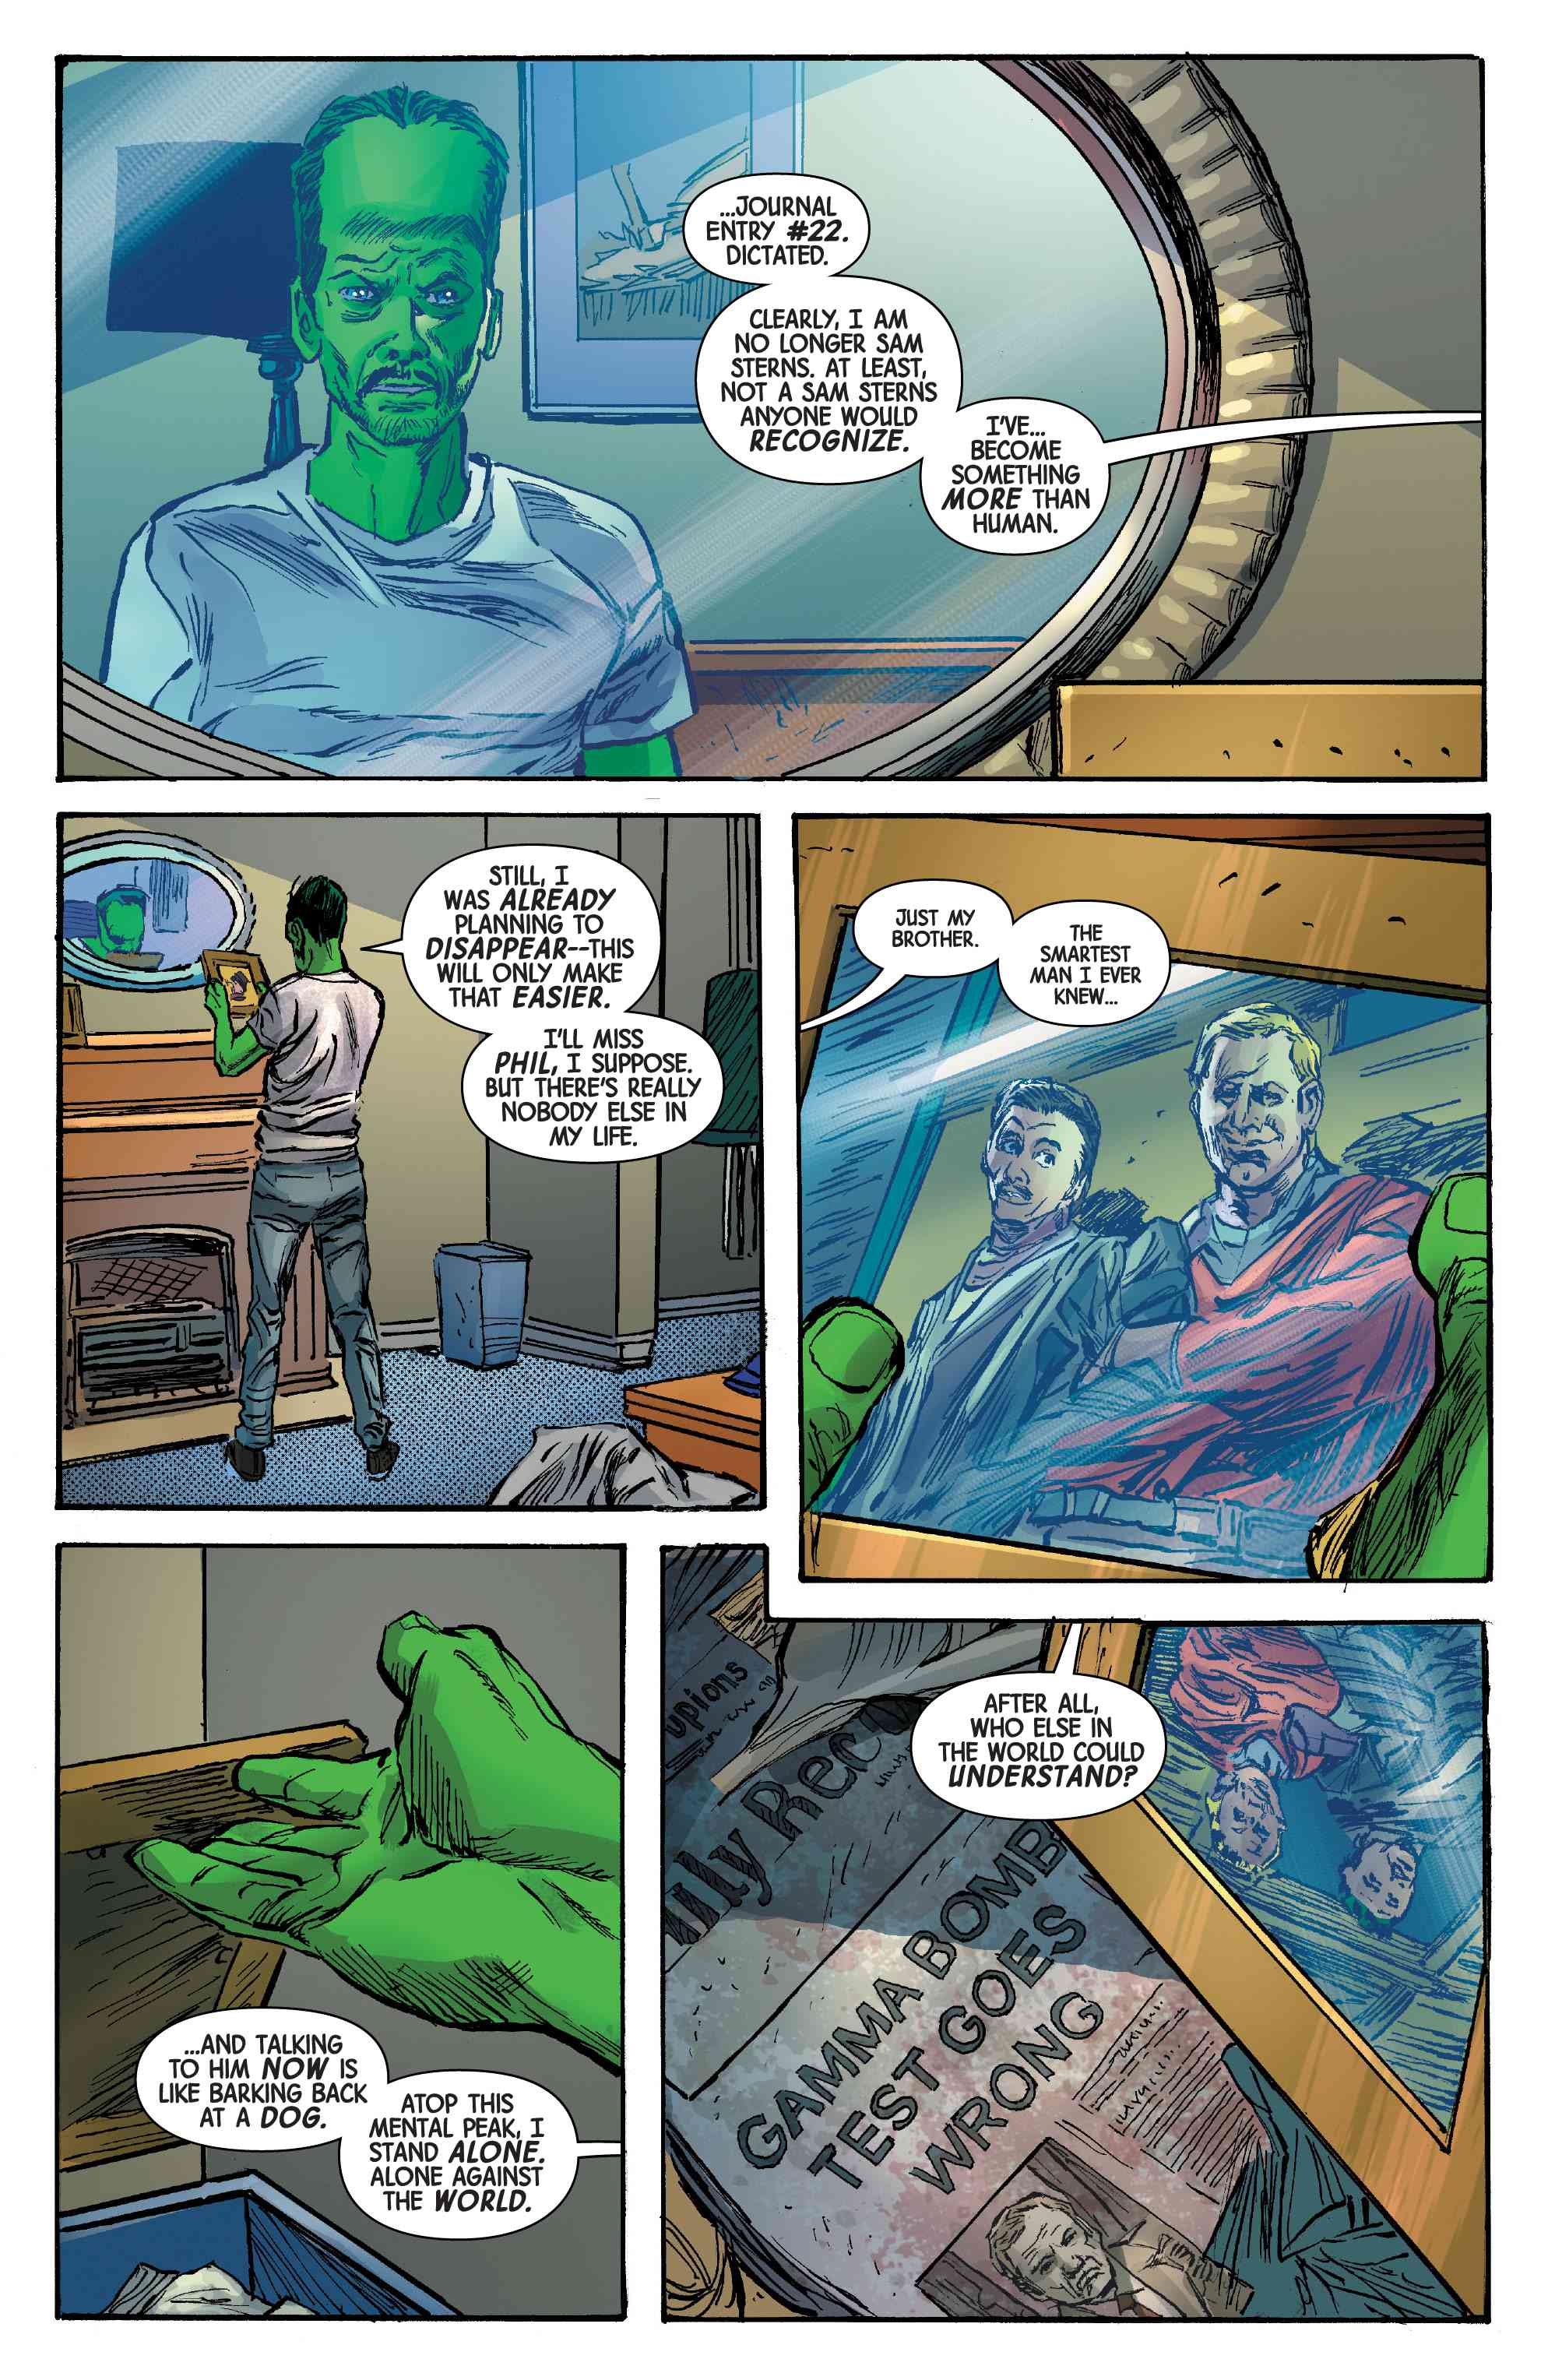 ...JOURNAL
ENTRY #22.
DICTATED.
CLEARLY, I AM
NO LONGER SAM
STERNS. AT LEAST,
NOT A SAM STERNS
ANYONE WOULD
RECOGNIZE.
I'VE...
BECOME
SOMETHING
MORE THAN
HUMAN.
STILL, I
WAS ALREADY
PLANNING TO
DISAPPEAR--THIS
WILL ONLY MAKE
THAT EASIER.
I'LL MISS
PHIL, I SUPPOSE.
BUT THERE'S REALLY
NOBODY ELSE IN
MY LIFE.
JUST MY
BROTHER.
THE
SMARTEST
MAN I EVER
KNEW...
...AND TALKING
TO HIM NOW IS
LIKE BARKING BACK
AT A DOG.
ATOP THIS
MENTAL PEAK, I
STAND ALONE.
ALONE AGAINST
THE WORLD.
AFTER ALL,
WHO ELSE IN
THE WORLD COULD
UNDERSTAND?
upions
ily Rec
GAMMA BOMB
TEST GOES
WRONG